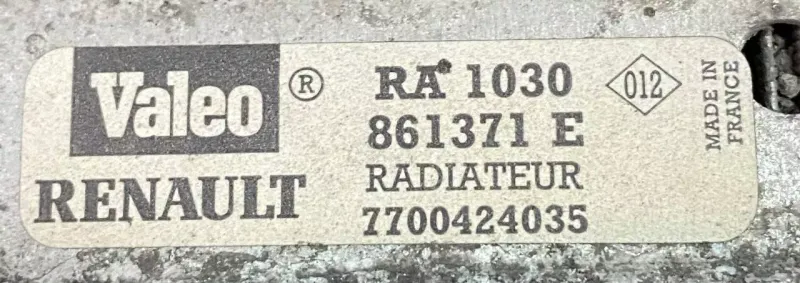 Valeo ®
RENAULT
RA 1030
861371 E
RADIATEUR
7700424035
012
MADE IN
FRANCE